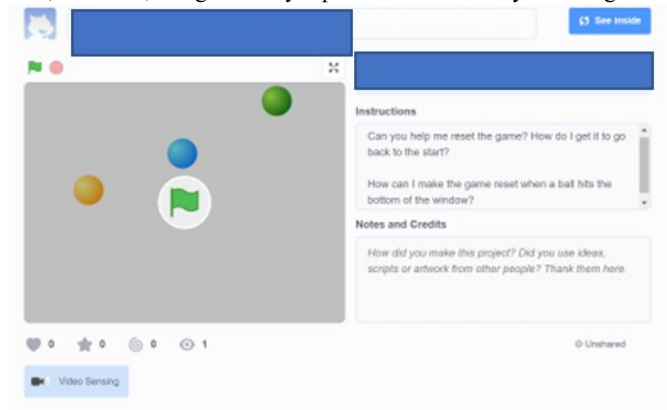 See inside
Instructions
Can you help me reset the game? How do I get it to go
back to the start?
How can I make the game reset when a ball hits the
bottom of the window?
Notes and Credits
How did you make this project? Did you use ideas,
scripts or artwork from other people? Thank them here.
0 0 0 1
Unshared
Video Sensing